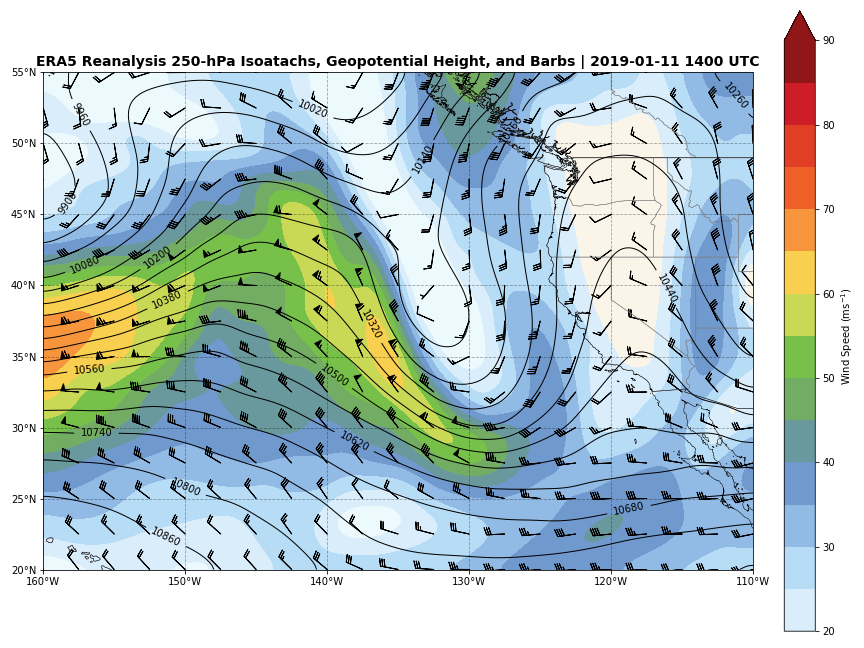 ERA5 Reanalysis 250-hPa Isoatachs, Geopotential Height, and Barbs | 2019-01-11 1400 UTC
55°N
50°N
45°N
40°N
35°N
30°N
25°N
20°N
160°W
150°W
140°W
130°W
120°W
110°W
9960
10020
10140
10260
9900
10080
10200
10380
10320
10440
10560
10500
10740
10620
10800
10680
10860
90
80
70
60
50
40
30
20
Wind Speed (ms⁻¹)